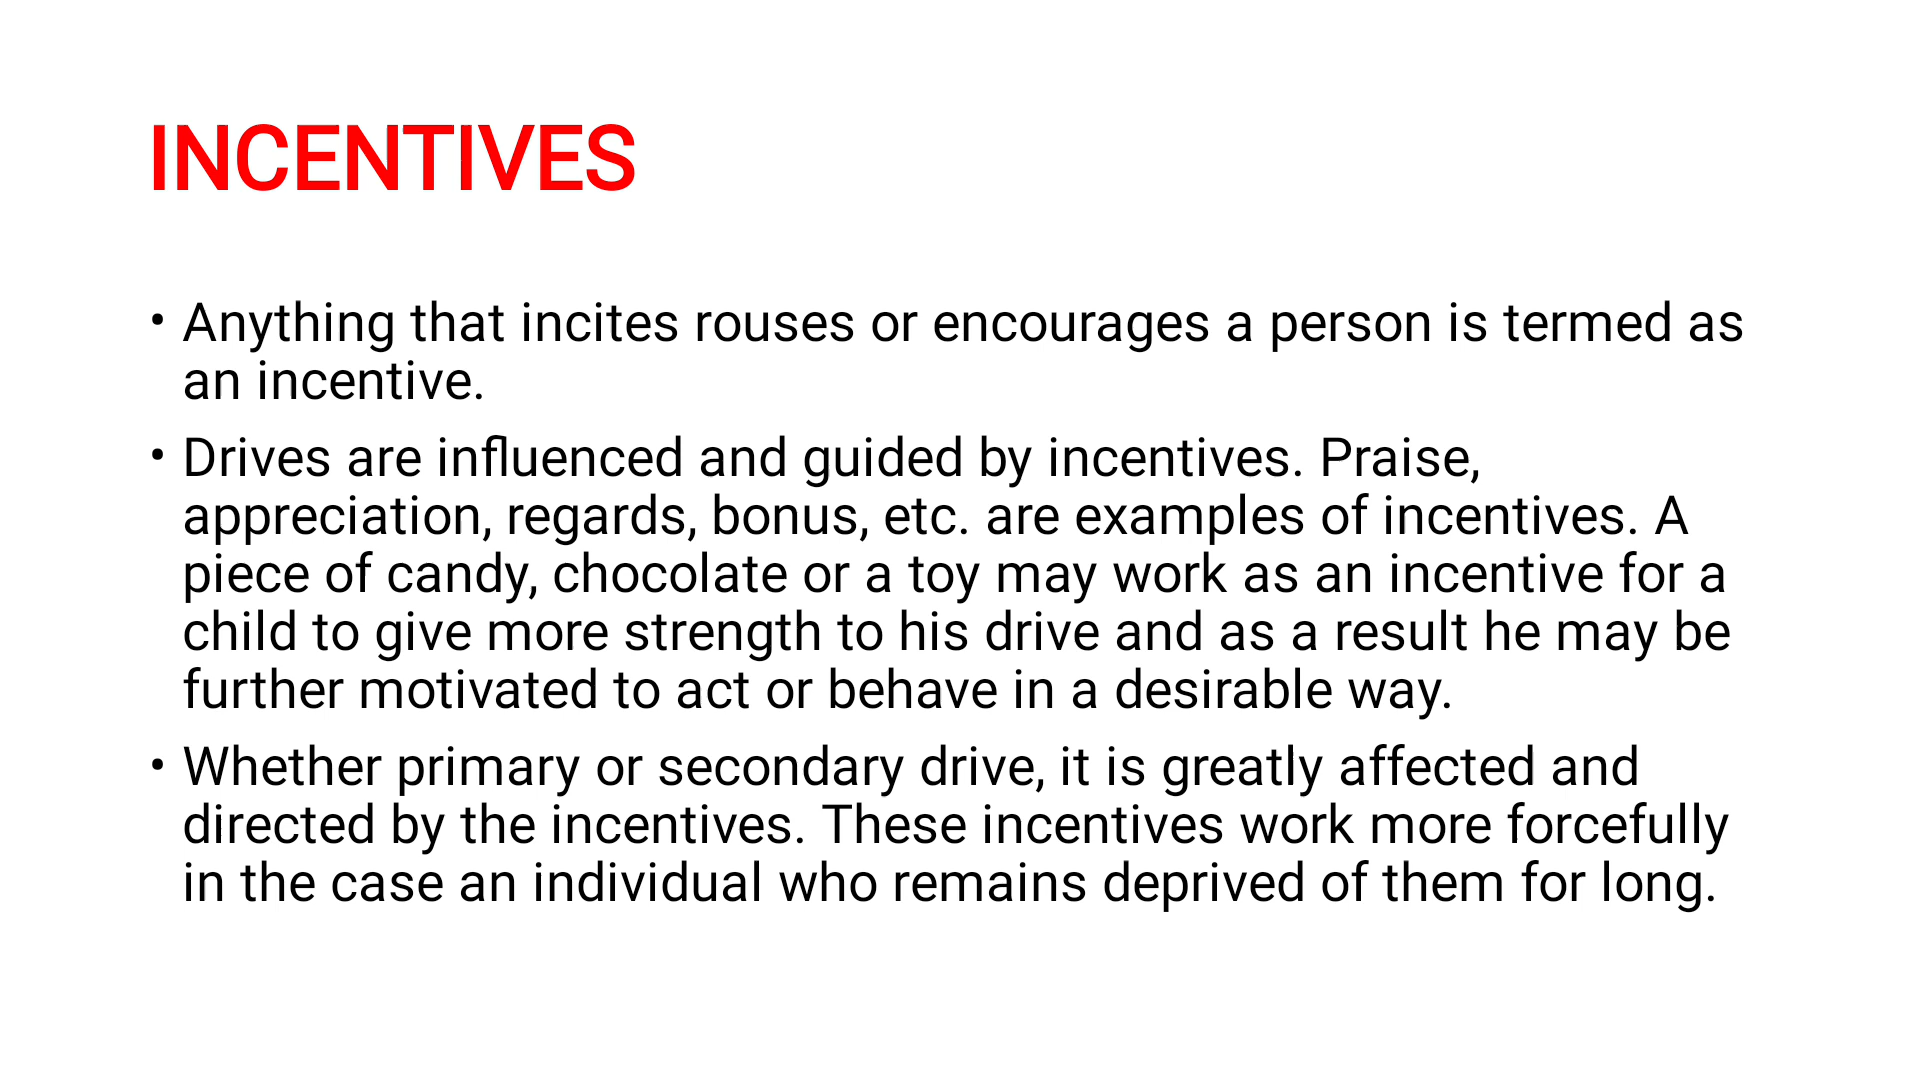 INCENTIVES
• Anything that incites rouses or encourages a person is termed as
an incentive.
• Drives are influenced and guided by incentives. Praise,
appreciation, regards, bonus, etc. are examples of incentives. A
piece of candy, chocolate or a toy may work as an incentive for a
child to give more strength to his drive and as a result he may be
further motivated to act or behave in a desirable way.
• Whether primary or secondary drive, it is greatly affected and
directed by the incentives. These incentives work more forcefully
in the case an individual who remains deprived of them for long.